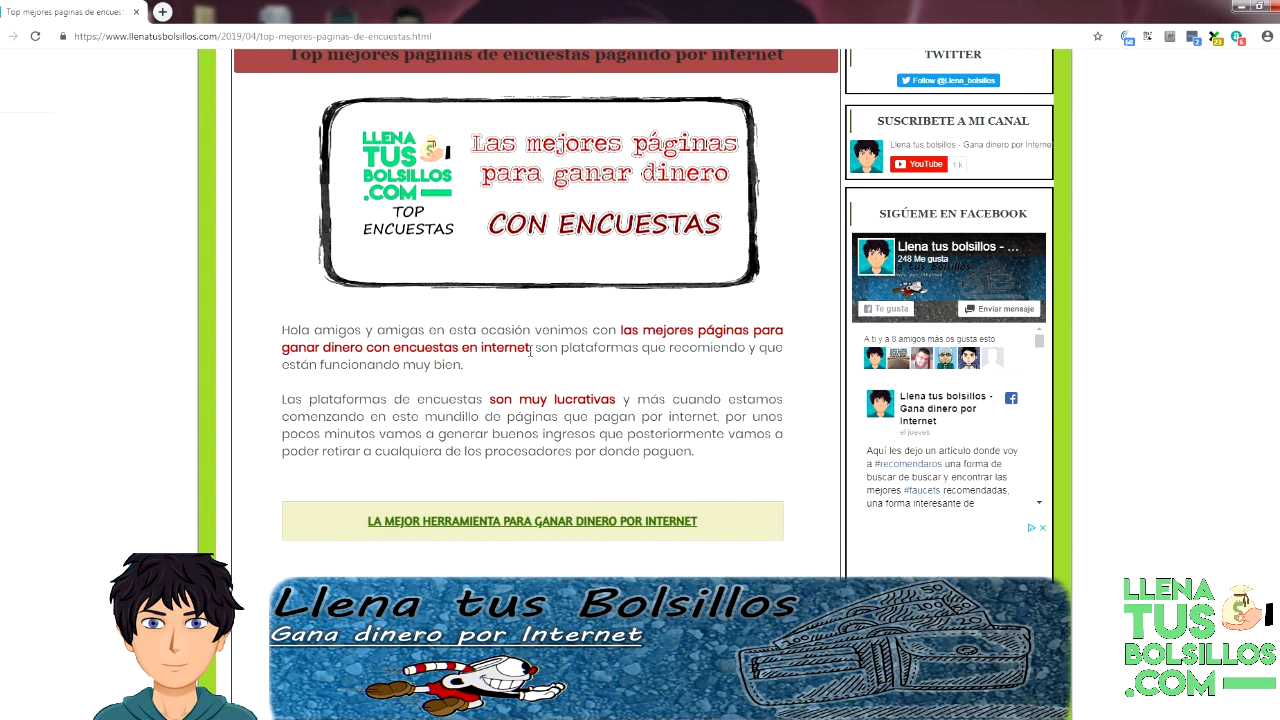 Top mejores paginas de encues
https://www.llenatusbolsillos.com/2019/04/top-mejores-paginas-de-encuestas.html
60
2
23
6
Top mejores paginas de encuestas pagando por internet
LLENA
TUS
BOLSILLOS
.COM
TOP
ENCUESTAS
Las mejores páginas
para ganar dinero
CON ENCUESTAS
Hola amigos y amigas en esta ocasión venimos con las mejores páginas para
ganar dinero con encuestas en internet, son plataformas que recomiendo y que
están funcionando muy bien.
Las plataformas de encuestas son muy lucrativas y más cuando estamos
comenzando en este mundillo de páginas que pagan por internet, por unos
pocos minutos vamos a generar buenos ingresos que posteriormente vamos a
poder retirar a cualquiera de los procesadores por donde paguen.
LA MEJOR HERRAMIENTA PARA GANAR DINERO POR INTERNET
TWITTER
Follow @Llena_bolsillos
SUSCRIBETE A MI CANAL
Llena tus bolsillos - Gana dinero por Interne
YouTube 1 k
SIGÚEME EN FACEBOOK
Llena tus bolsillos - ...
248 Me gusta
Te gusta
Enviar mensaje
A ti y a 8 amigos más os gusta esto
Llena tus bolsillos -
Gana dinero por
internet
el jueves
Aquí les dejo un artículo donde voy
a #recomendaros una forma de
buscar de buscar y encontrar las
mejores #faucets recomendadas,
una forma interesante de
Llena tus Bolsillos
Gana dinero por Internet
LLENA
TUS
BOLSILLOS
.COM